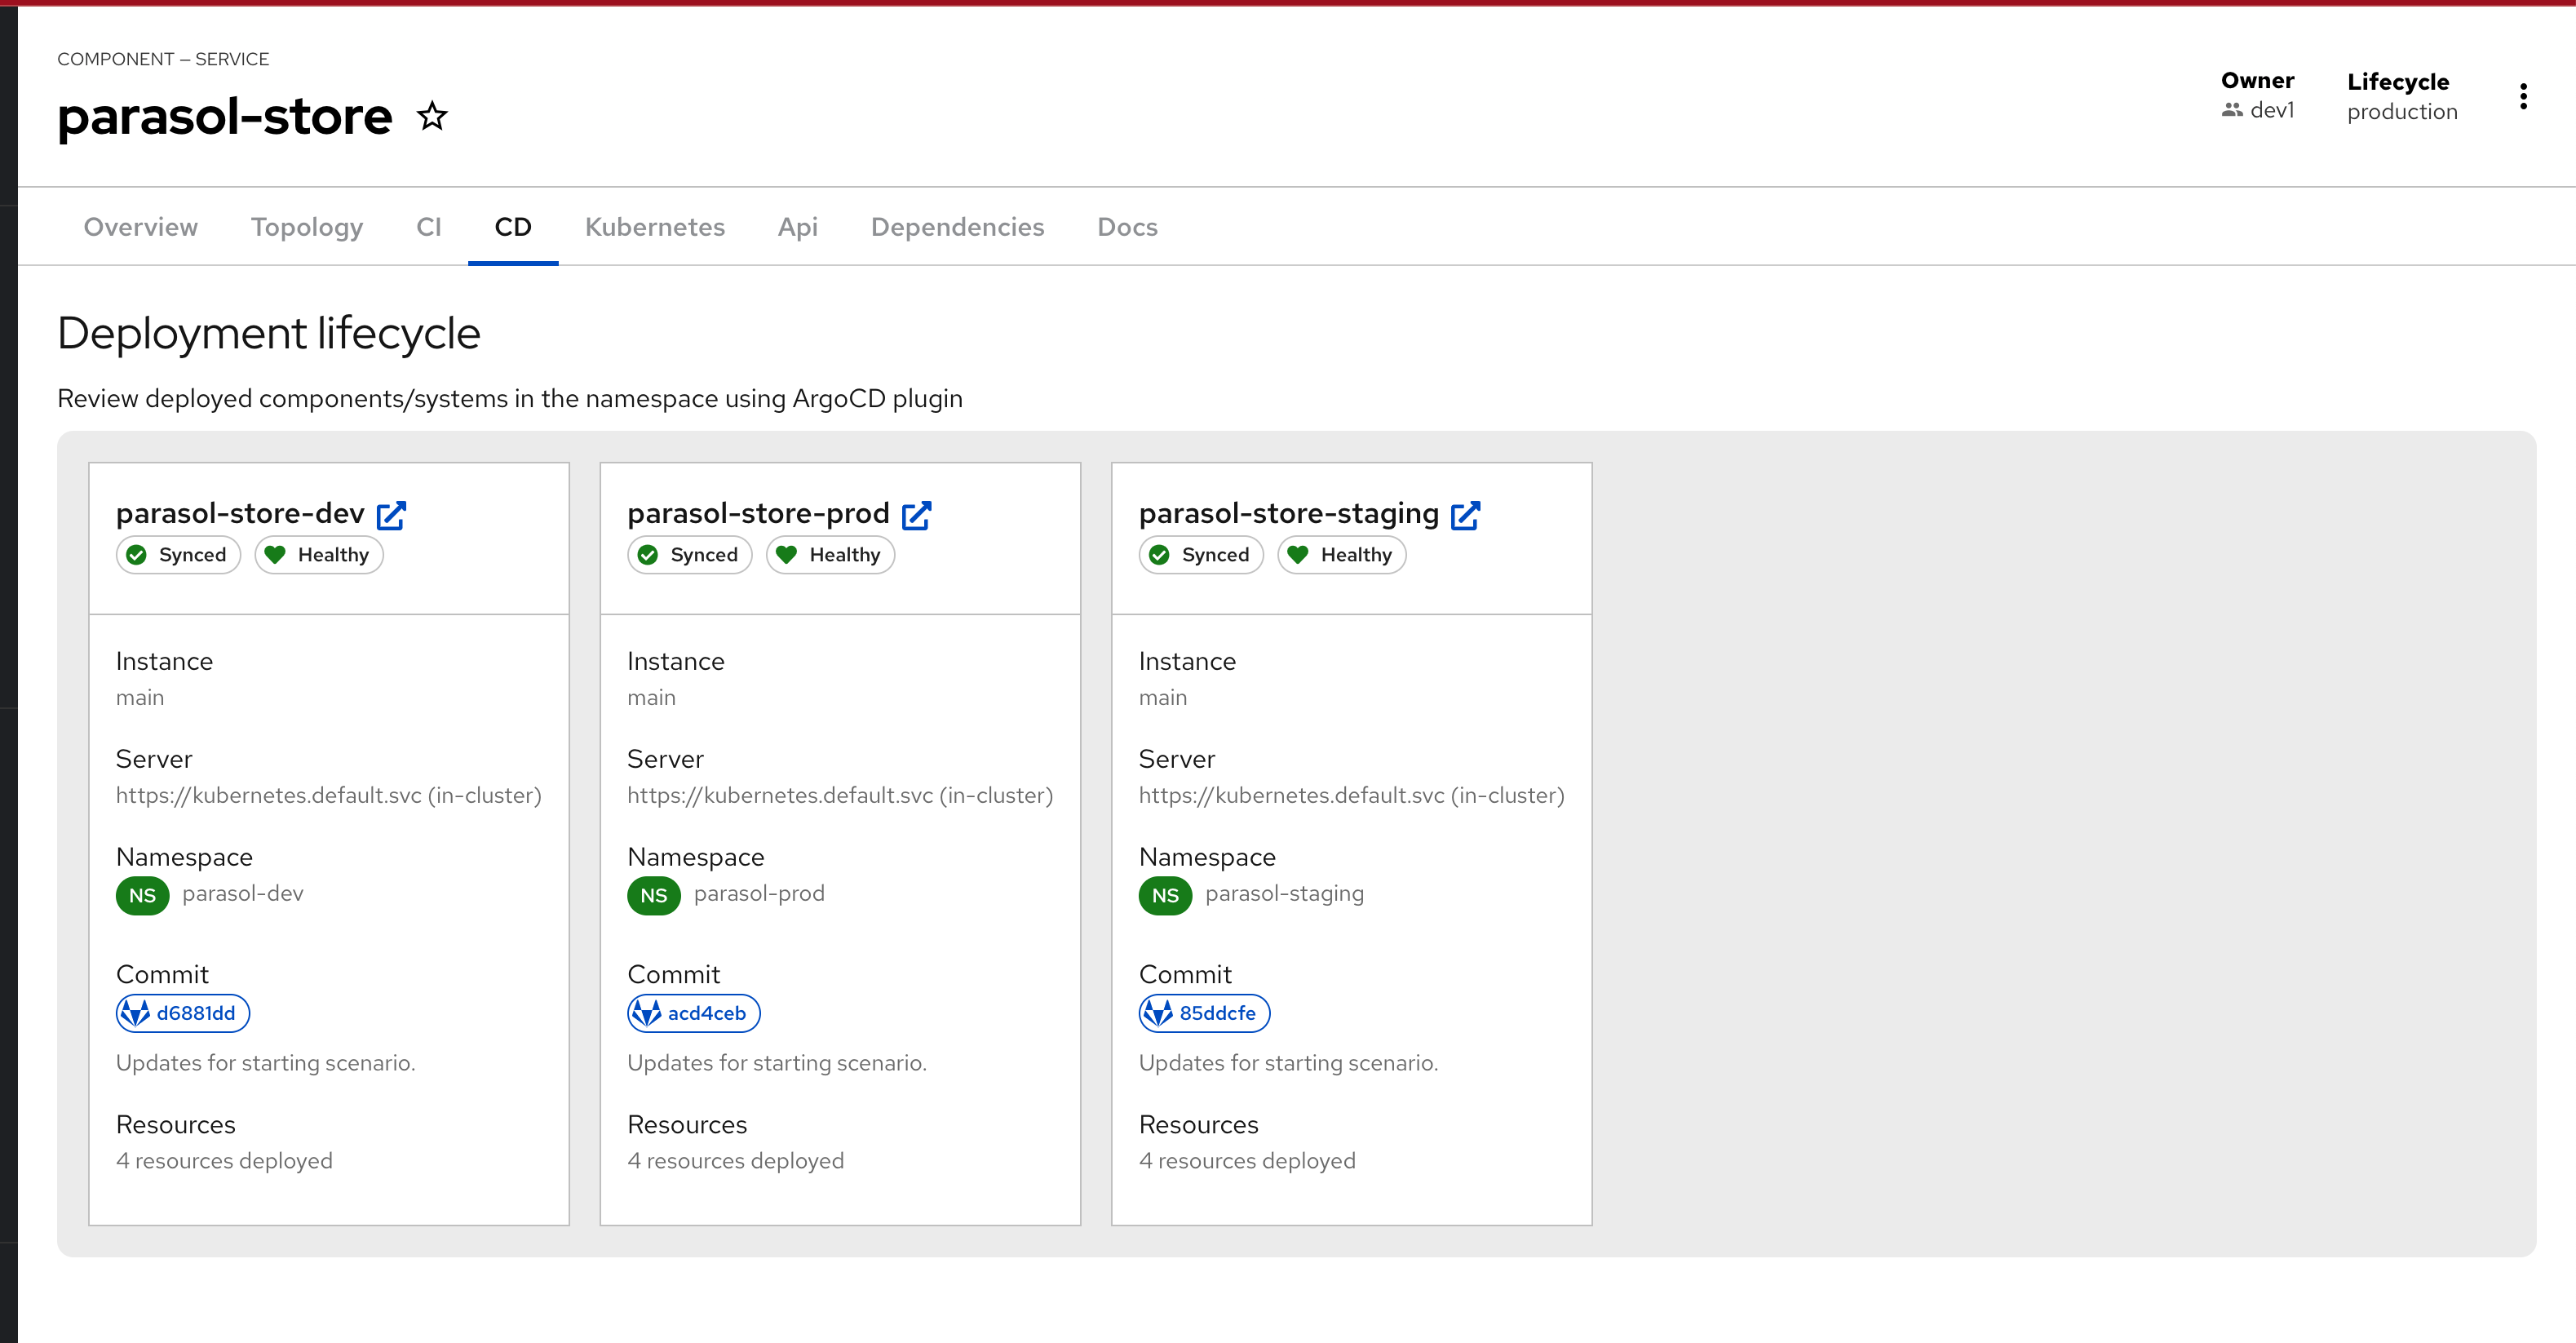 COMPONENT — SERVICE
parasol-store
Owner
dev1
Lifecycle
production
Overview Topology CI CD Kubernetes Api Dependencies Docs
Deployment lifecycle
Review deployed components/systems in the namespace using ArgoCD plugin
parasol-store-dev
Synced Healthy
Instance
main
Server
https://kubernetes.default.svc (in-cluster)
Namespace
NS parasol-dev
Commit
d6881dd
Updates for starting scenario.
Resources
4 resources deployed
parasol-store-prod
Synced Healthy
Instance
main
Server
https://kubernetes.default.svc (in-cluster)
Namespace
NS parasol-prod
Commit
acd4ceb
Updates for starting scenario.
Resources
4 resources deployed
parasol-store-staging
Synced Healthy
Instance
main
Server
https://kubernetes.default.svc (in-cluster)
Namespace
NS parasol-staging
Commit
85ddcfe
Updates for starting scenario.
Resources
4 resources deployed